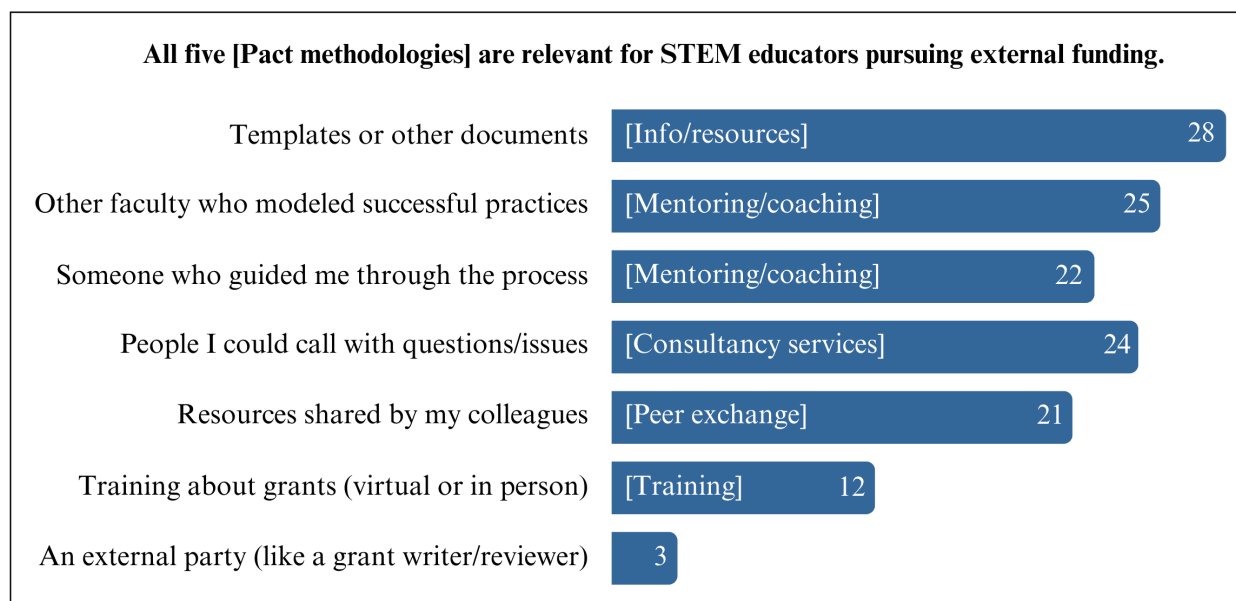 All five [Pact methodologies] are relevant for STEM educators pursuing external funding.
Templates or other documents [Info/resources] 28
Other faculty who modeled successful practices [Mentoring/coaching] 25
Someone who guided me through the process [Mentoring/coaching] 22
People I could call with questions/issues [Consultancy services] 24
Resources shared by my colleagues [Peer exchange] 21
Training about grants (virtual or in person) [Training] 12
An external party (like a grant writer/reviewer) 3